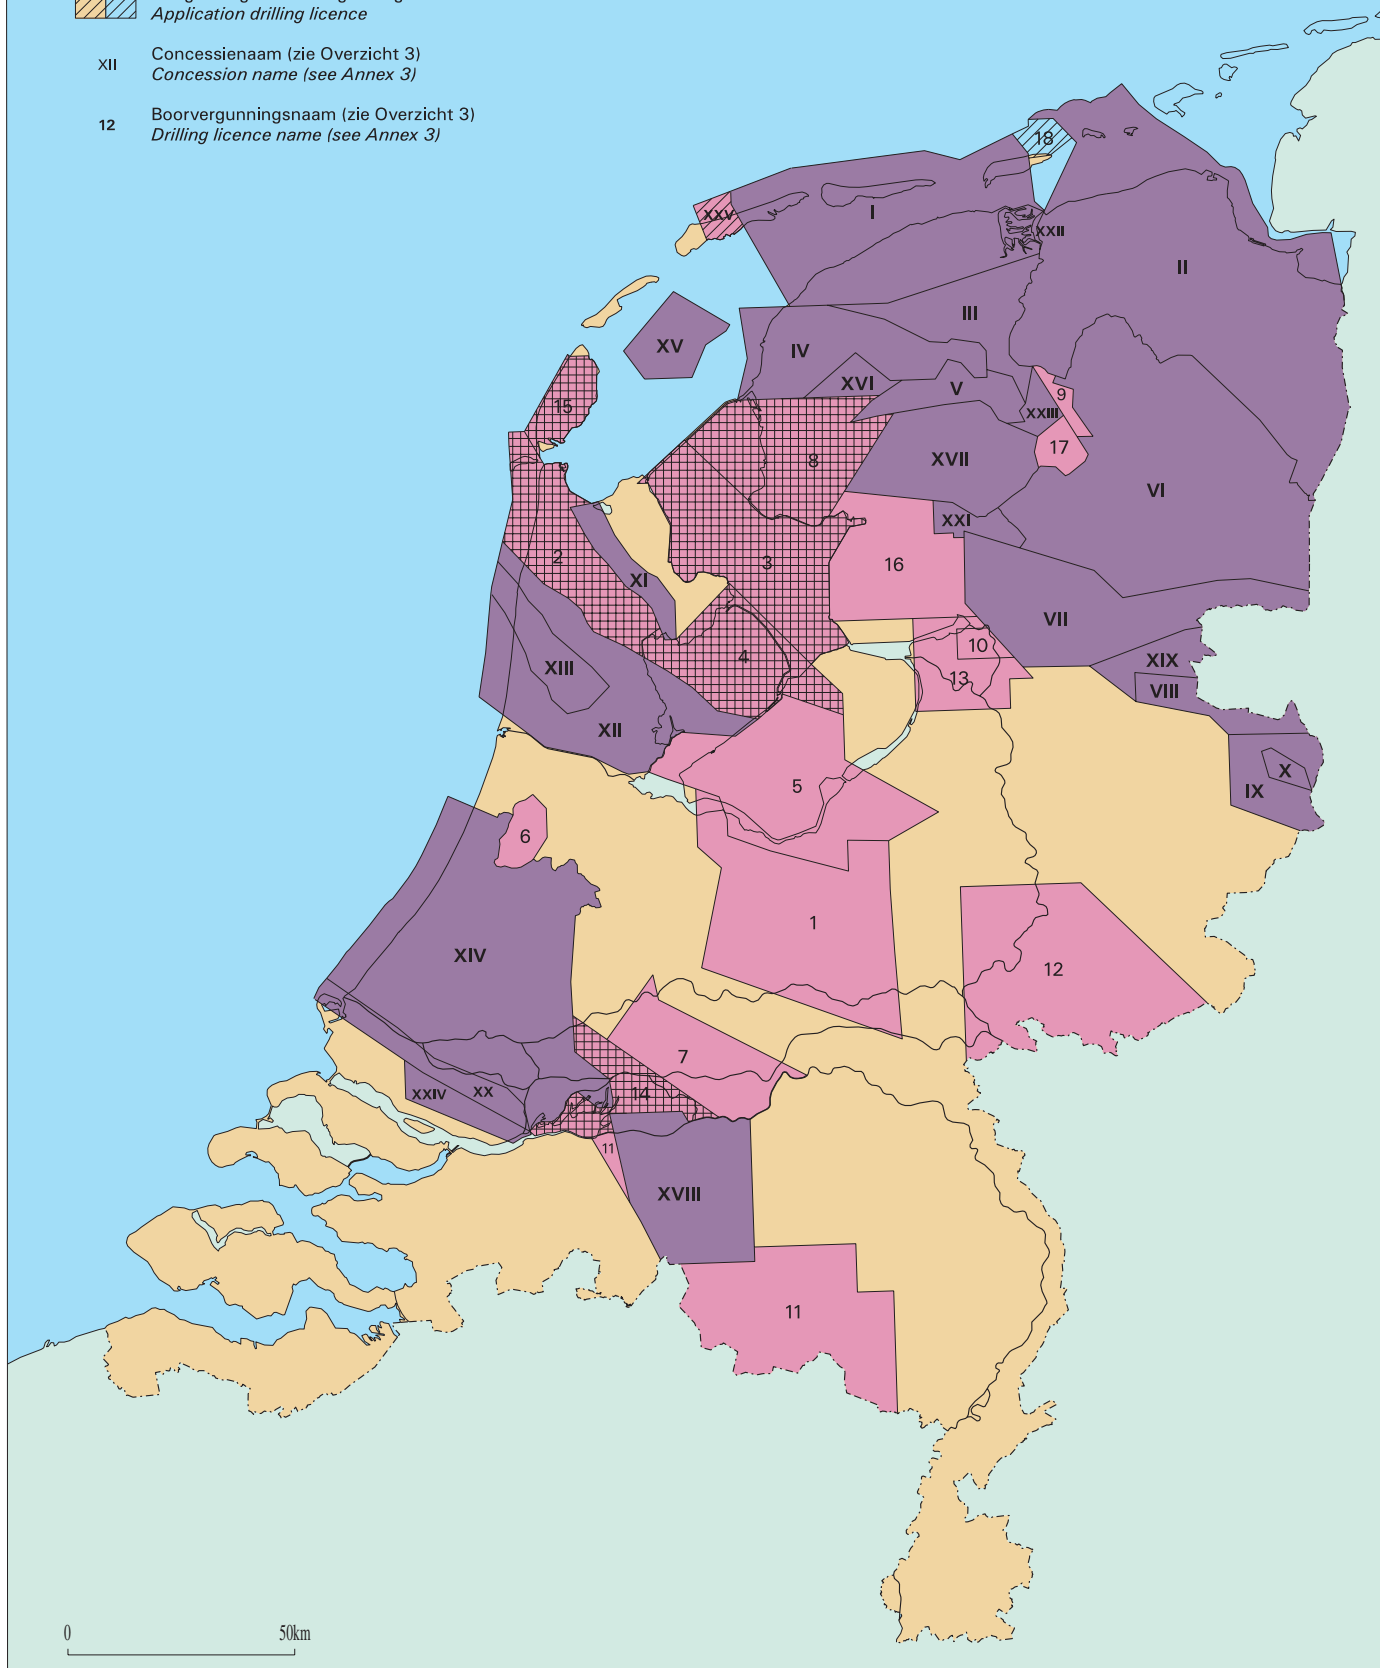 Application drilling licence
XII
Concessienaam (zie Overzicht 3)
Concession name (see Annex 3)
12
Boorvergunningsnaam (zie Overzicht 3)
Drilling licence name (see Annex 3)
18
XXV
I
XXII
II
III
XV
IV
XVI
V
9
XXIII
15
17
8
XVII
VI
XXI
2
3
16
XI
VII
10
4
XIX
XIII
13
VIII
XII
X
5
IX
6
1
XIV
12
7
XXIV
XX
14
11
XVIII
11
0
50km